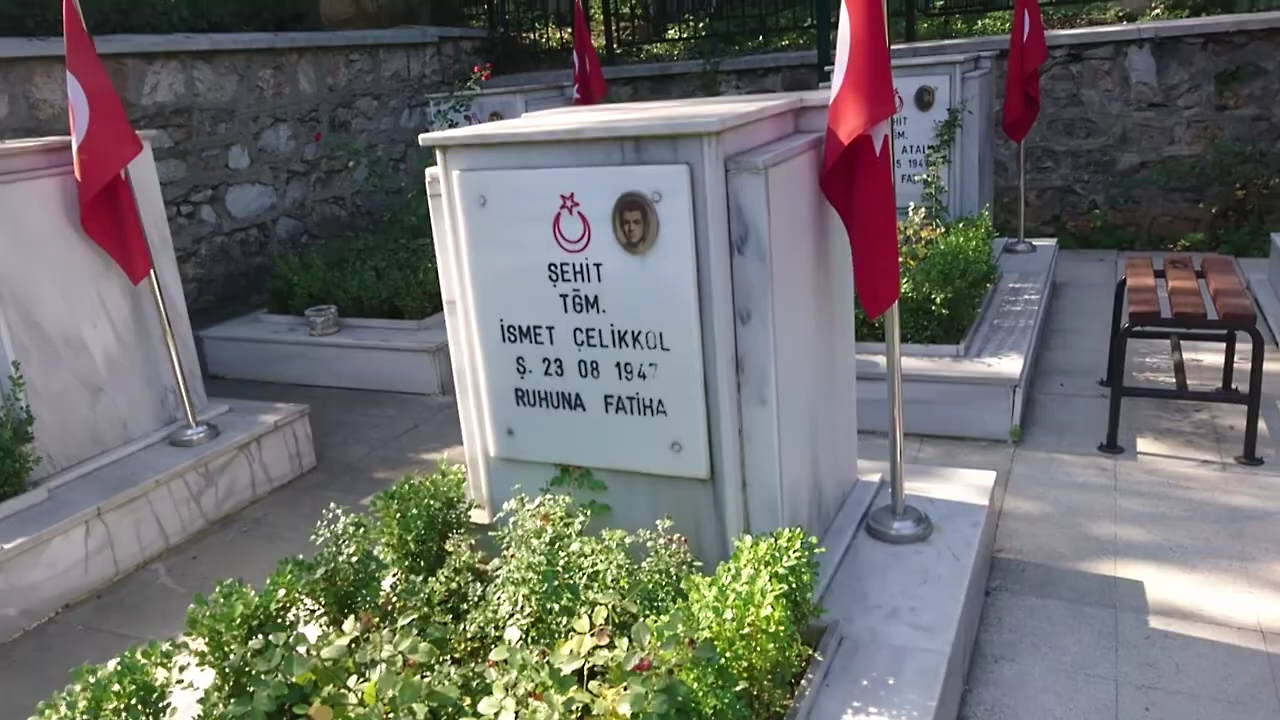 ŞEHİT
TĞM.
İSMET ÇELİKKOL
Ş. 23 08 1947
RUHUNA FATİHA